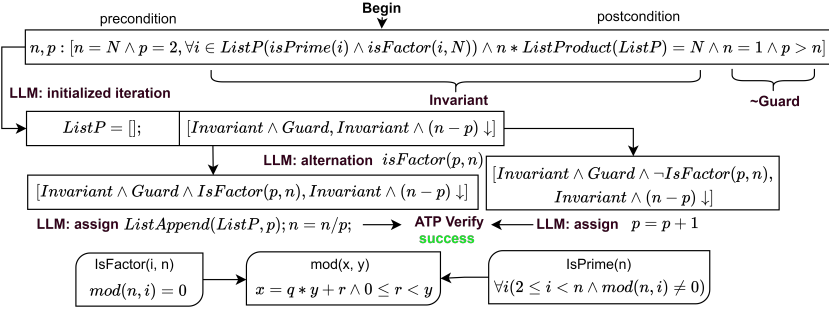 Begin
precondition
postcondition
n, p : [n = N ∧ p = 2, ∀i ∈ ListP(isPrime(i) ∧ isFactor(i, N)) ∧ n * ListProduct(ListP) = N ∧ n = 1 ∧ p > n]
LLM: initialized iteration
Invariant
~Guard
ListP = []; [Invariant ∧ Guard, Invariant ∧ (n − p) ↓]
LLM: alternation isFactor(p, n)
[Invariant ∧ Guard ∧ IsFactor(p, n), Invariant ∧ (n − p) ↓]
[Invariant ∧ Guard ∧ ¬IsFactor(p, n),
Invariant ∧ (n − p) ↓]
LLM: assign ListAppend(ListP, p); n = n/p;
ATP Verify
success
LLM: assign p = p + 1
IsFactor(i, n)
mod(n, i) = 0
mod(x, y)
x = q * y + r ∧ 0 ≤ r < y
IsPrime(n)
∀i(2 ≤ i < n ∧ mod(n, i) ≠ 0)